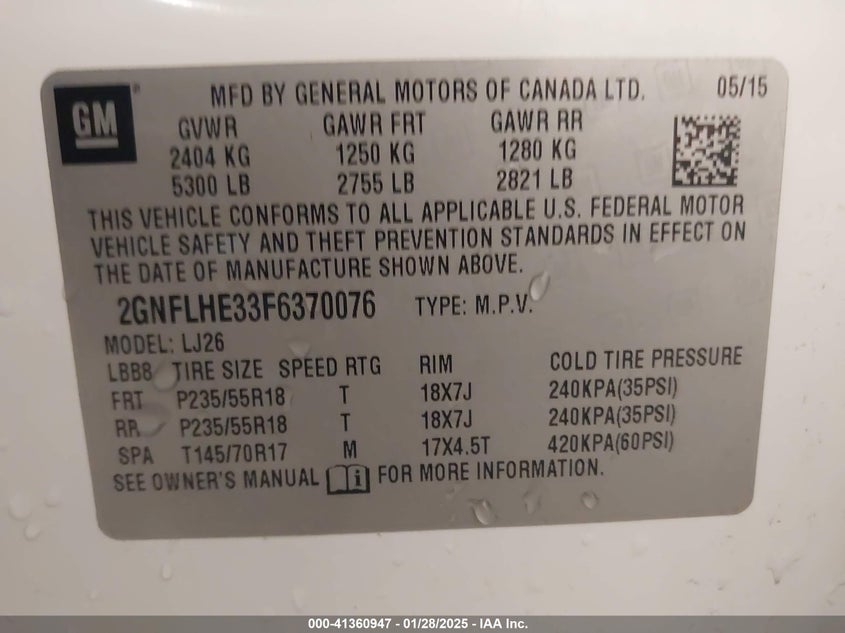 GM ® MFD BY GENERAL MOTORS OF CANADA LTD. 05/15
GVWR GAWR FRT GAWR RR
2404 KG 1250 KG 1280 KG
5300 LB 2755 LB 2821 LB
THIS VEHICLE CONFORMS TO ALL APPLICABLE U.S. FEDERAL MOTOR
VEHICLE SAFETY AND THEFT PREVENTION STANDARDS IN EFFECT ON
THE DATE OF MANUFACTURE SHOWN ABOVE.
2GNFLHE33F6370076 TYPE: M.P.V.
MODEL: LJ26
LBB8 TIRE SIZE SPEED RTG RIM COLD TIRE PRESSURE
FRT P235/55R18 T 18X7J 240KPA(35PSI)
RR P235/55R18 T 18X7J 240KPA(35PSI)
SPA T145/70R17 M 17X4.5T 420KPA(60PSI)
SEE OWNER'S MANUAL i FOR MORE INFORMATION.
000-41360947 - 01/28/2025 - IAA Inc.